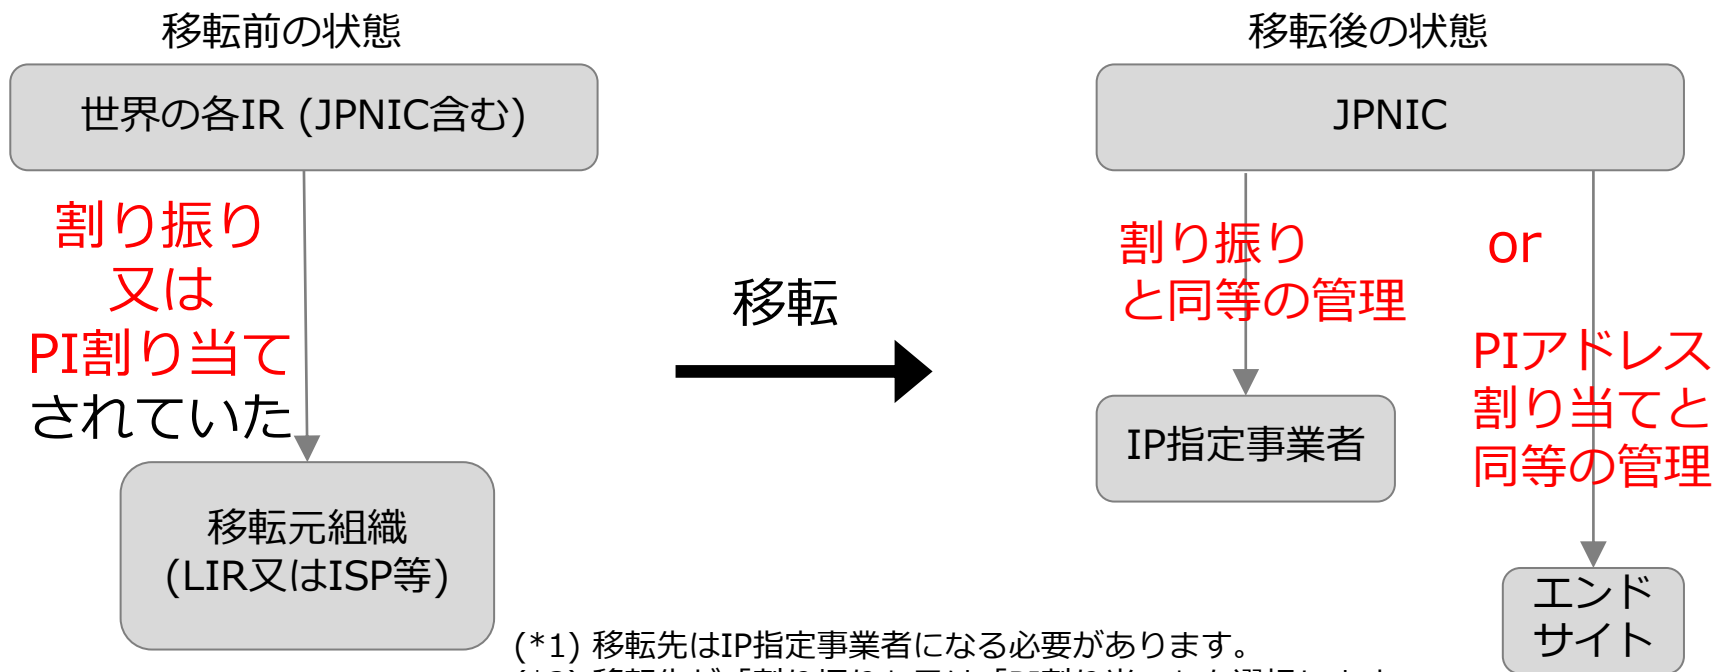 移転前の状態
世界の各IR (JPNIC含む)
割り振り
又は
PI割り当て
されていた
移転元組織
(LIR又はISP等)
移転
移転後の状態
JPNIC
割り振り
と同等の管理
or
PIアドレス
割り当てと
同等の管理
IP指定事業者
エンド
サイト
(*1) 移転先はIP指定事業者になる必要があります。